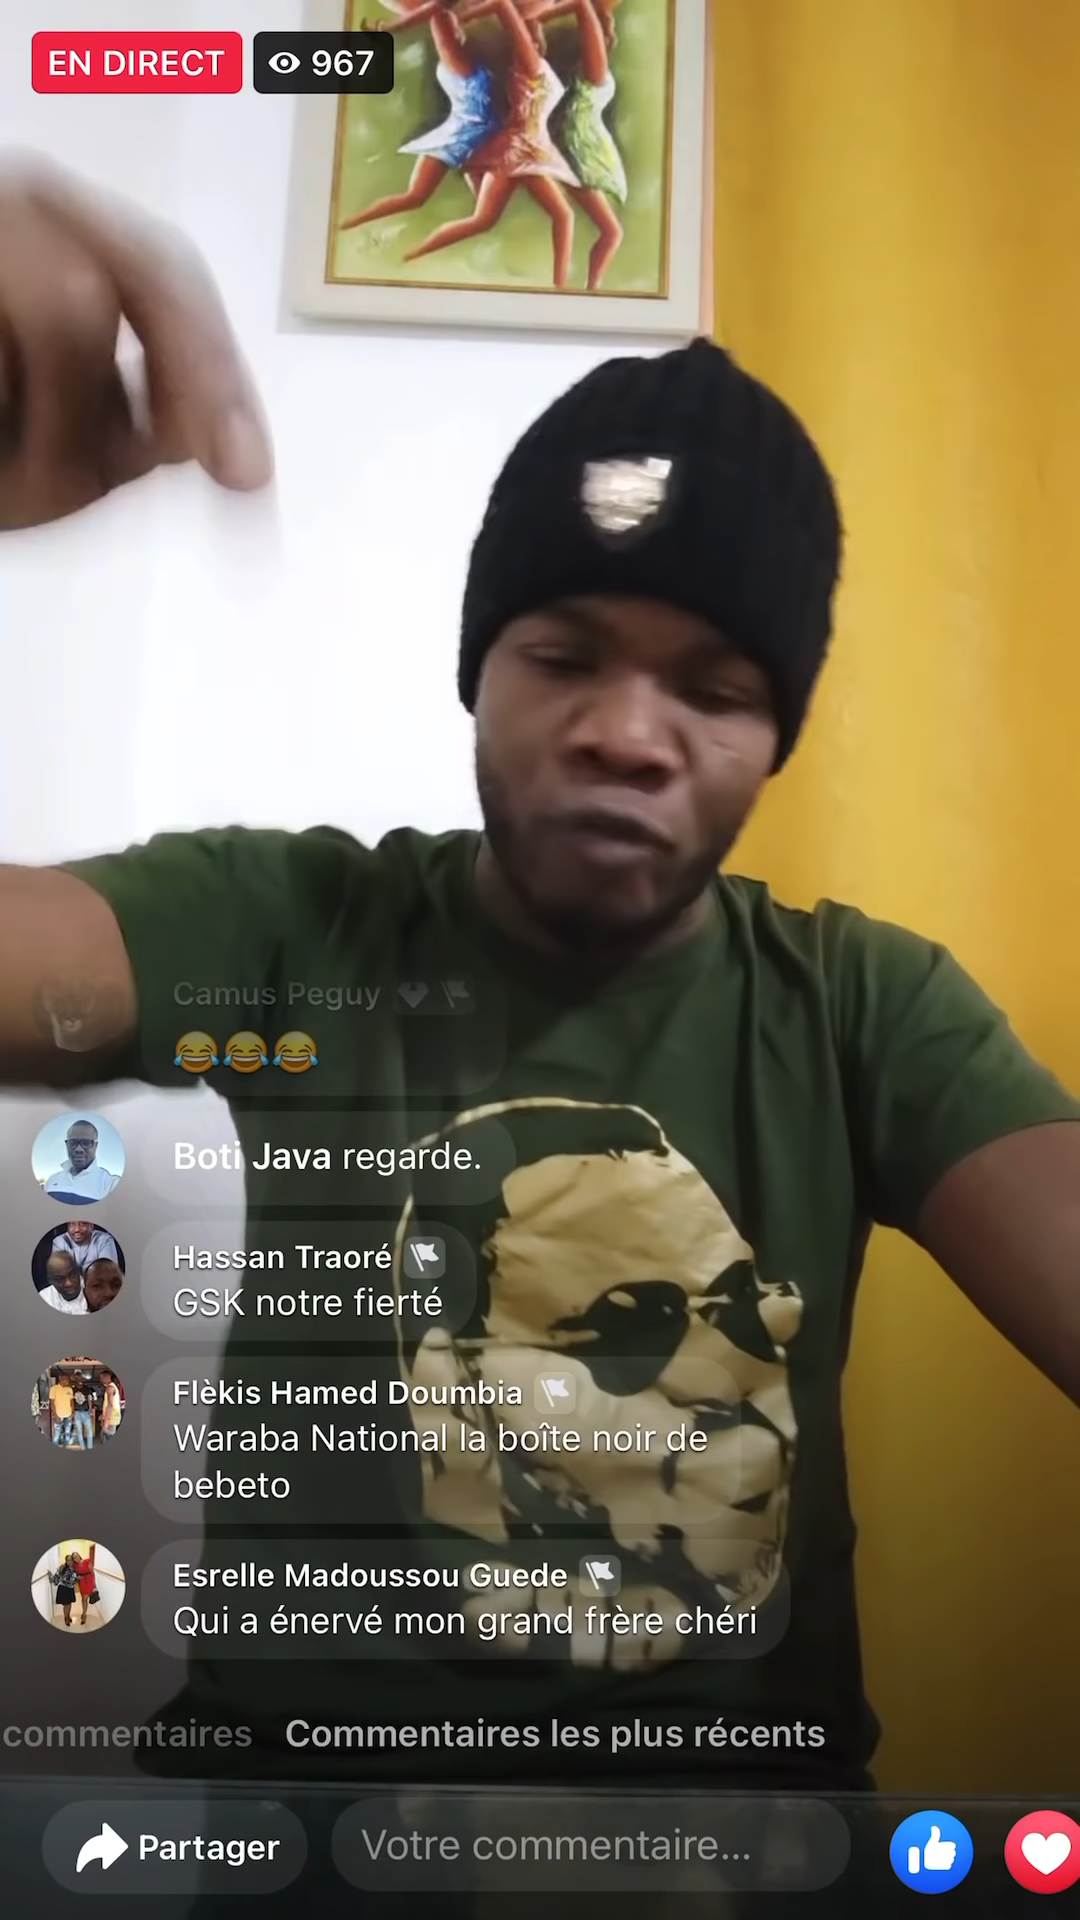 EN DIRECT 967
Camus Peguy
😂😂😂
Boti Java regarde.
Hassan Traoré
GSK notre fierté
Flèkis Hamed Doumbia
Waraba National la boîte noir de
bebeto
Esrelle Madoussou Guede
Qui a énervé mon grand frère chéri
commentaires Commentaires les plus récents
Partager Votre commentaire...